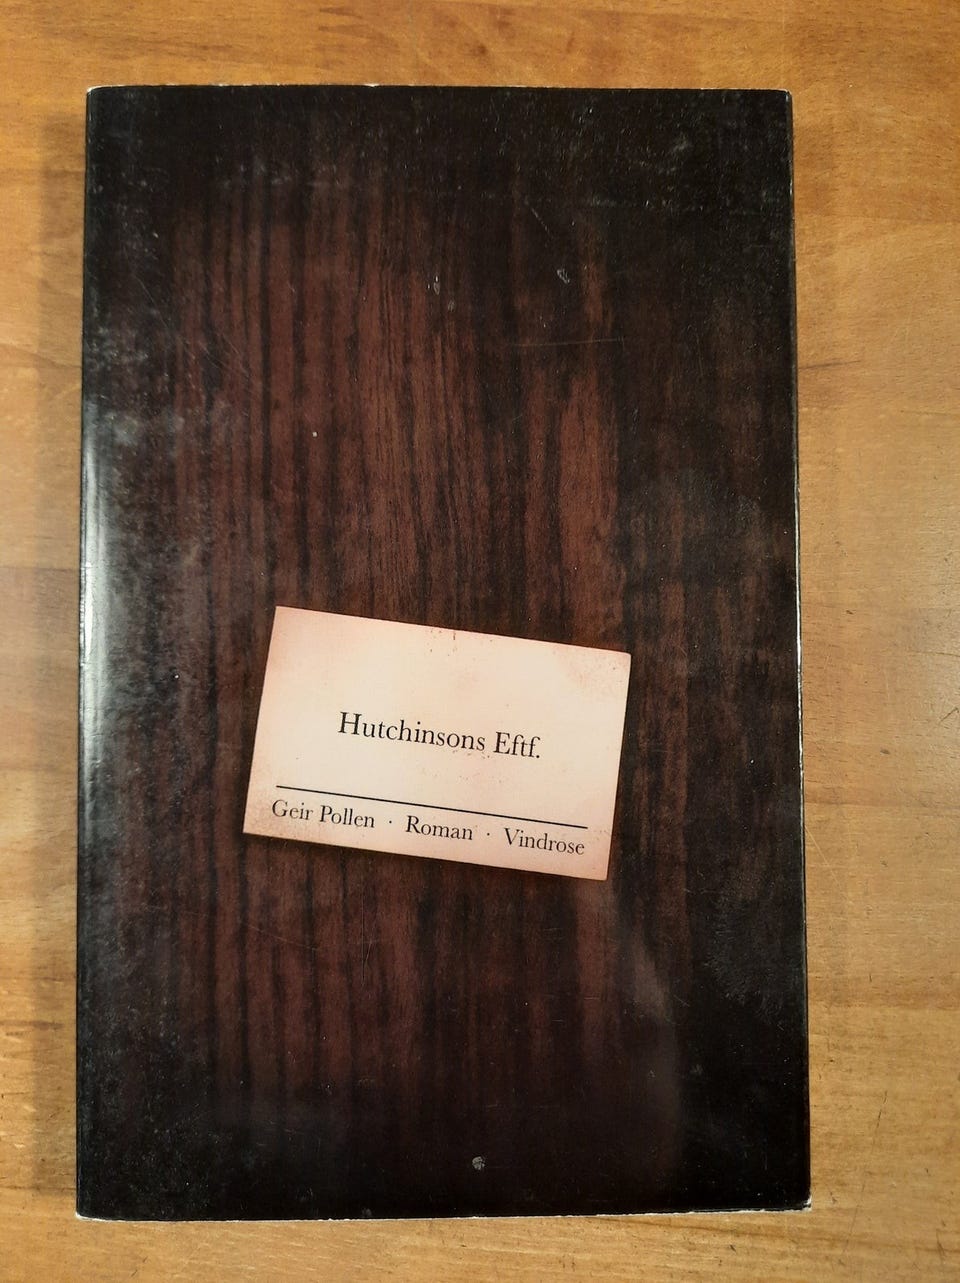 Hutchinsons Eftf.
Geir Pollen · Roman · Vindrose